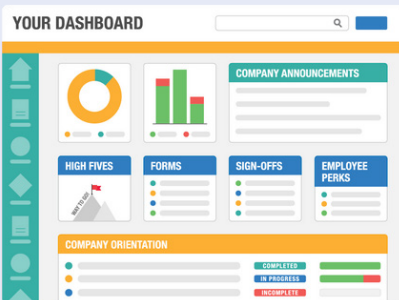 YOUR DASHBOARD
COMPANY ANNOUNCEMENTS
HIGH FIVES
FORMS
SIGN-OFFS
EMPLOYEE
PERKS
WAY TO GO!
COMPANY ORIENTATION
COMPLETED
IN PROGRESS
INCOMPLETE